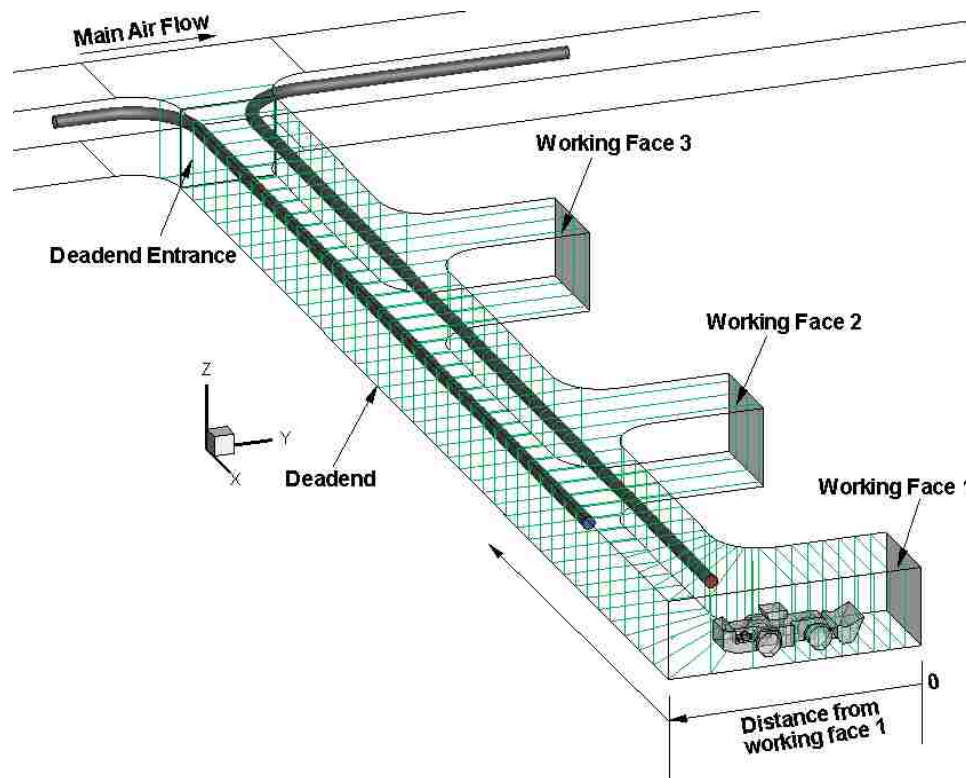 Main Air Flow
Working Face 3
Deadend Entrance
Working Face 2
Z
Y
X
Deadend
Working Face 1
0
Distance from
working face 1